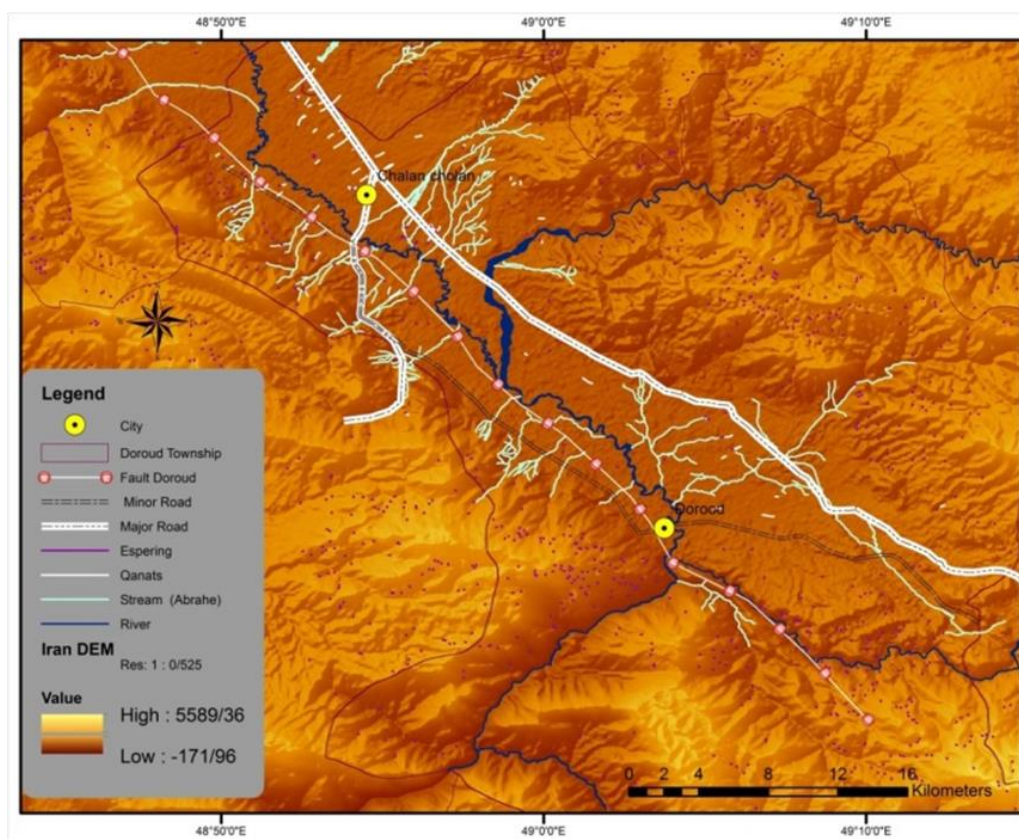 48°50'0"E 49°0'0"E 49°10'0"E
Chalan cholan
Legend
City
Doroud Township
Fault Doroud
Minor Road
Major Road
Espering
Qanats
Stream (Abrahe)
River
Iran DEM
Res: 1 : 0/525
Value
High : 5589/36
Low : -171/96
0 2 4 8 12 16
Kilometers
48°50'0"E 49°0'0"E 49°10'0"E